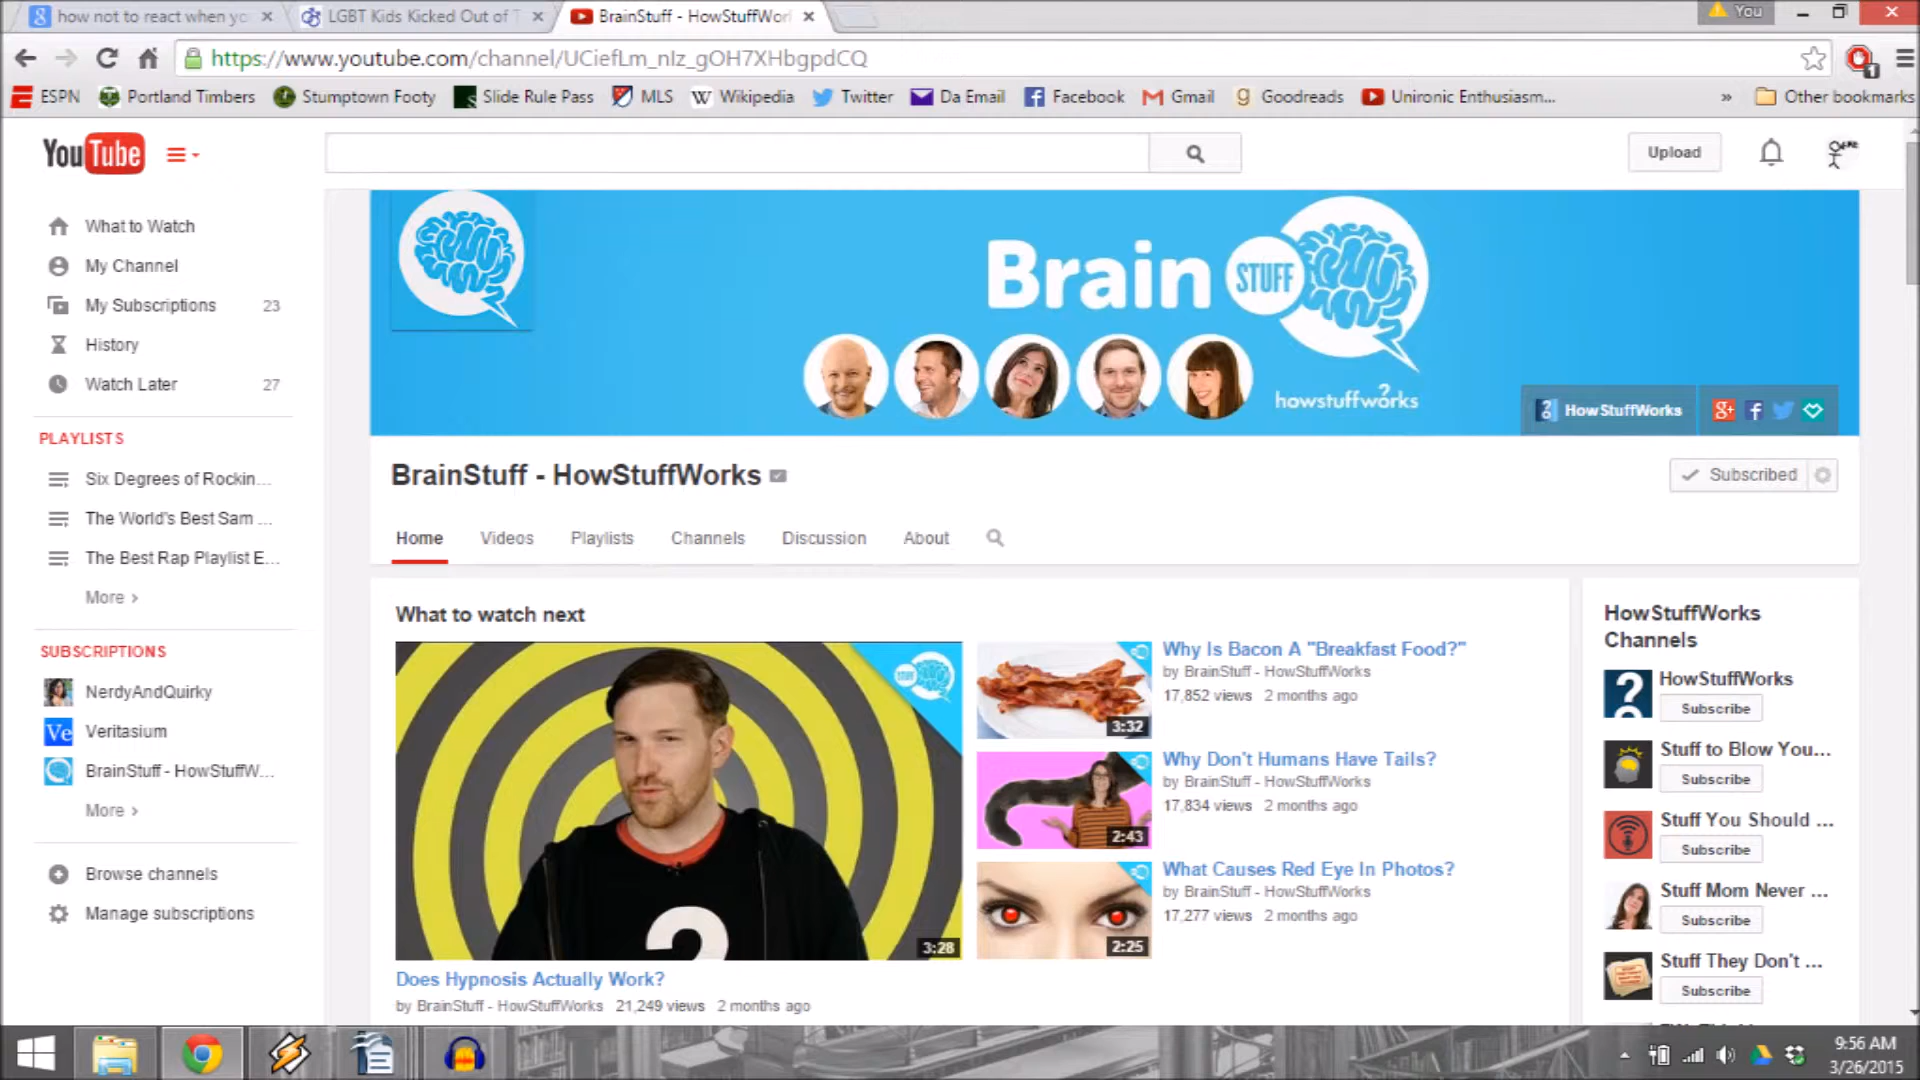 how not to react when yo
LGBT Kids Kicked Out of T
BrainStuff - HowStuffWor
You
https://www.youtube.com/channel/UCiefLm_nIz_gOH7XHbgpdCQ
1
ESPN
Portland Timbers
Stumptown Footy
Slide Rule Pass
MLS
W Wikipedia
Twitter
Da Email
Facebook
Gmail
g Goodreads
Unironic Enthusiasm...
»
Other bookmarks
YouTube
Upload
What to Watch
My Channel
My Subscriptions 23
History
Watch Later 27
PLAYLISTS
Six Degrees of Rockin...
The World's Best Sam ...
The Best Rap Playlist E...
More ›
SUBSCRIPTIONS
NerdyAndQuirky
Ve Veritasium
BrainStuff - HowStuffW...
More ›
Browse channels
Manage subscriptions
Brain STUFF
howstuffworks
HowStuffWorks
BrainStuff - HowStuffWorks
Subscribed
Home Videos Playlists Channels Discussion About
What to watch next
STUFF
3:28
Does Hypnosis Actually Work?
by BrainStuff - HowStuffWorks 21,249 views 2 months ago
3:32
Why Is Bacon A "Breakfast Food?"
by BrainStuff - HowStuffWorks
17,852 views 2 months ago
2:43
Why Don't Humans Have Tails?
by BrainStuff - HowStuffWorks
17,834 views 2 months ago
2:25
What Causes Red Eye In Photos?
by BrainStuff - HowStuffWorks
17,277 views 2 months ago
HowStuffWorks
Channels
HowStuffWorks
Subscribe
Stuff to Blow You...
Subscribe
Stuff You Should ...
Subscribe
Stuff Mom Never ...
Subscribe
Stuff They Don't ...
Subscribe
9:56 AM
3/26/2015